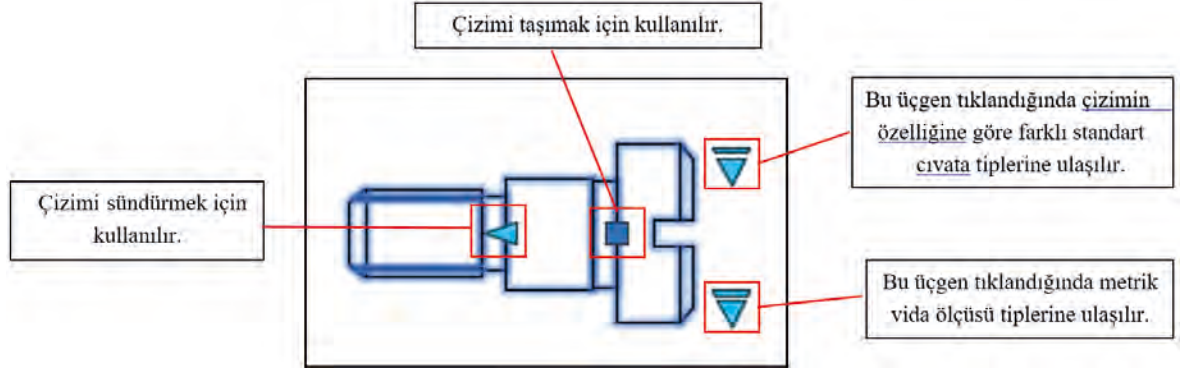 Çizimi taşımak için kullanılır.
Bu üçgen tıklandığında çizimin
özelliğine göre farklı standart
cıvata tiplerine ulaşılır.
Çizimi sündürmek için
kullanılır.
Bu üçgen tıklandığında metrik
vida ölçüsü tiplerine ulaşılır.